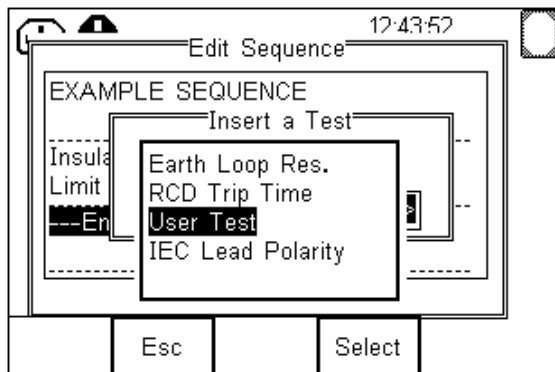 12:43:52
Edit Sequence
EXAMPLE SEQUENCE
Insert a Test
Insula
Limit
---En
Earth Loop Res.
RCD Trip Time
User Test
IEC Lead Polarity
Esc
Select